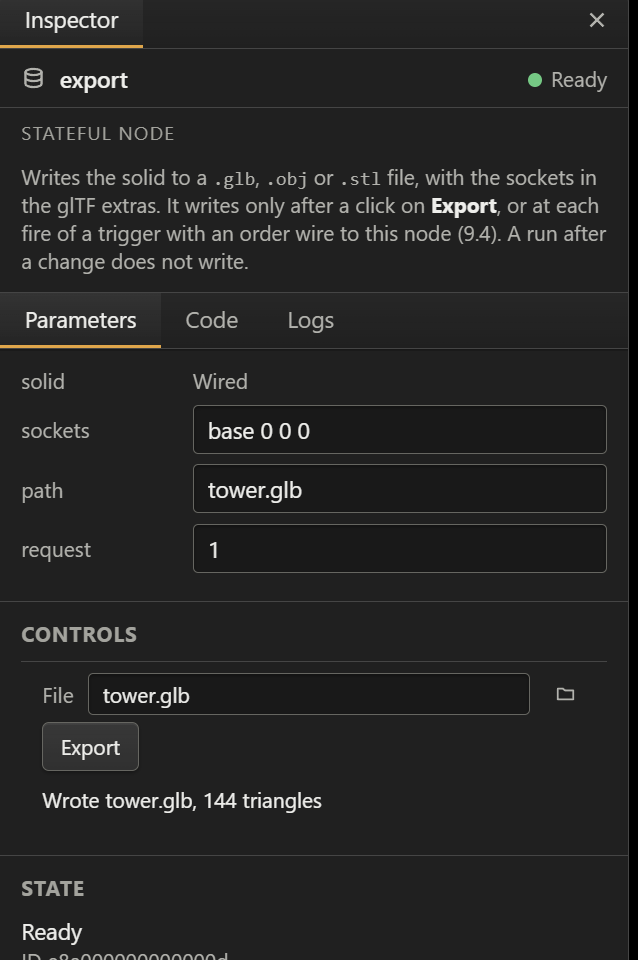 Inspector
export
Ready
STATEFUL NODE
Writes the solid to a .glb, .obj or .stl file, with the sockets in
the glTF extras. It writes only after a click on Export, or at each
fire of a trigger with an order wire to this node (9.4). A run after
a change does not write.
Parameters Code Logs
solid Wired
sockets base 0 0 0
path tower.glb
request 1
CONTROLS
File tower.glb
Export
Wrote tower.glb, 144 triangles
STATE
Ready